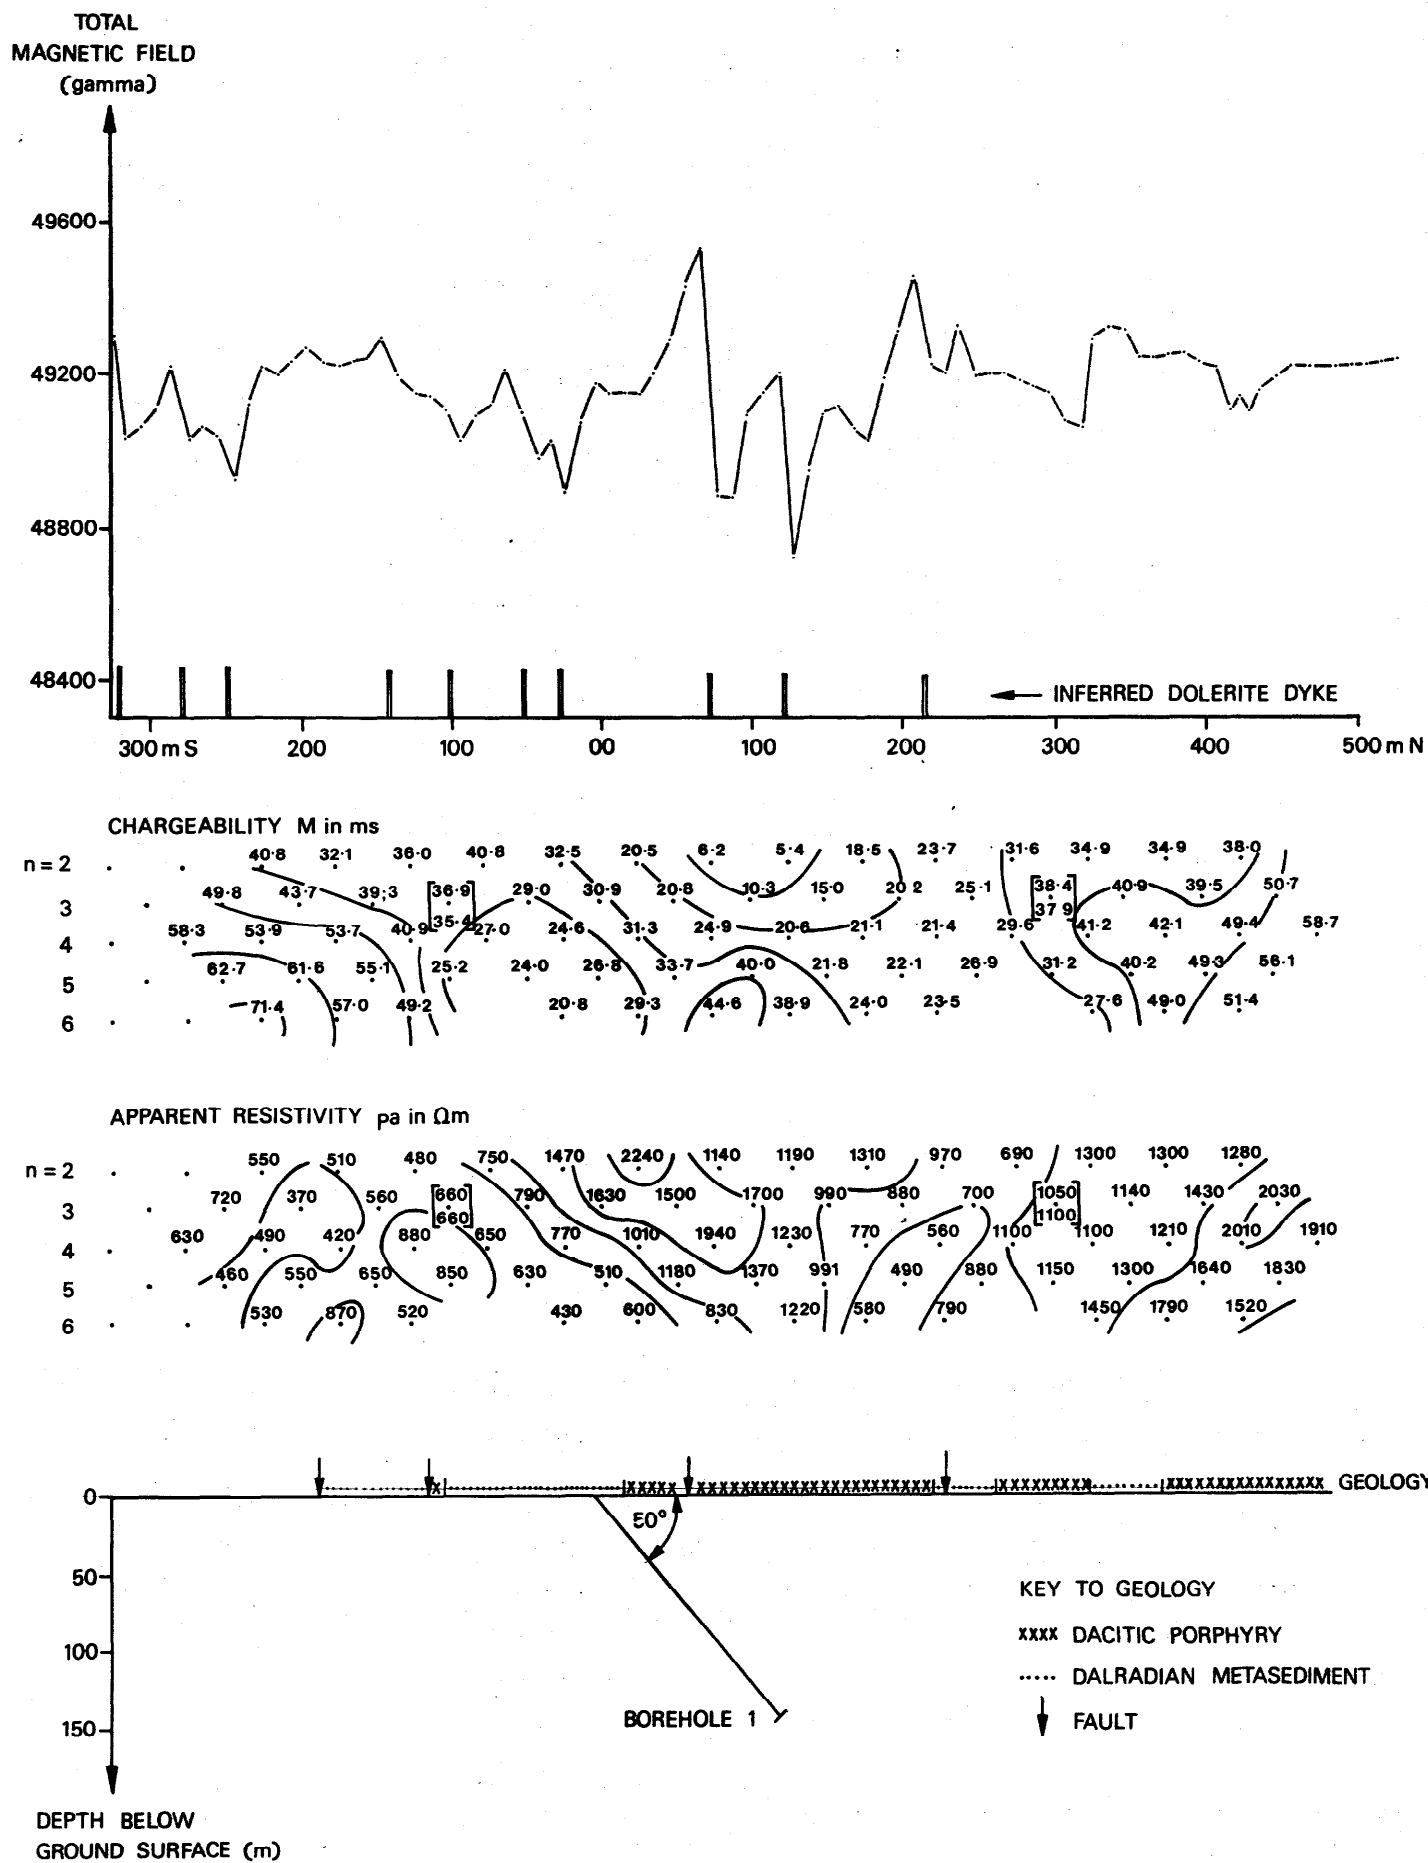 TOTAL
MAGNETIC FIELD
(gamma)
49600
49200
48800
48400
INFERRED DOLERITE DYKE
300 m S 200 100 00 100 200 300 400 500 m N
CHARGEABILITY M in ms
n = 2 40·8 32·1 36·0 40·8 32·5 20·5 6·2 5·4 18·5 23·7 31·6 34·9 34·9 38·0
3 49·8 43·7 39;3 [36·9 29·0 30·9 20·8 10·3 15·0 20·2 25·1 [38·4 40·9 39·5 50·7
35·4] 37·9]
4 58·3 53·9 53·7 40·9 27·0 24·6 31·3 24·9 20·6 21·1 21·4 29·6 41·2 42·1 49·4 58·7
5 62·7 61·6 55·1 25·2 24·0 26·8 33·7 40·0 21·8 22·1 26·9 31·2 40·2 49·3 56·1
6 71·4 57·0 49·2 20·8 29·3 44·6 38·9 24·0 23·5 27·6 49·0 51·4
APPARENT RESISTIVITY pa in Ωm
n = 2 550 510 480 750 1470 2240 1140 1190 1310 970 690 1300 1300 1280
3 720 370 560 [660 790 1630 1500 1700 990 880 700 [1050 1140 1430 2030
660] 1100]
4 630 490 420 880 650 770 1010 1940 1230 770 560 1100 1100 1210 2010 1910
5 460 550 650 850 630 510 1180 1370 991 490 880 1150 1300 1640 1830
6 530 870 520 430 600 830 1220 580 790 1450 1790 1520
GEOLOGY
0
50°
50
100
150
BOREHOLE 1
KEY TO GEOLOGY
xxxx DACITIC PORPHYRY
..... DALRADIAN METASEDIMENT
FAULT
DEPTH BELOW
GROUND SURFACE (m)